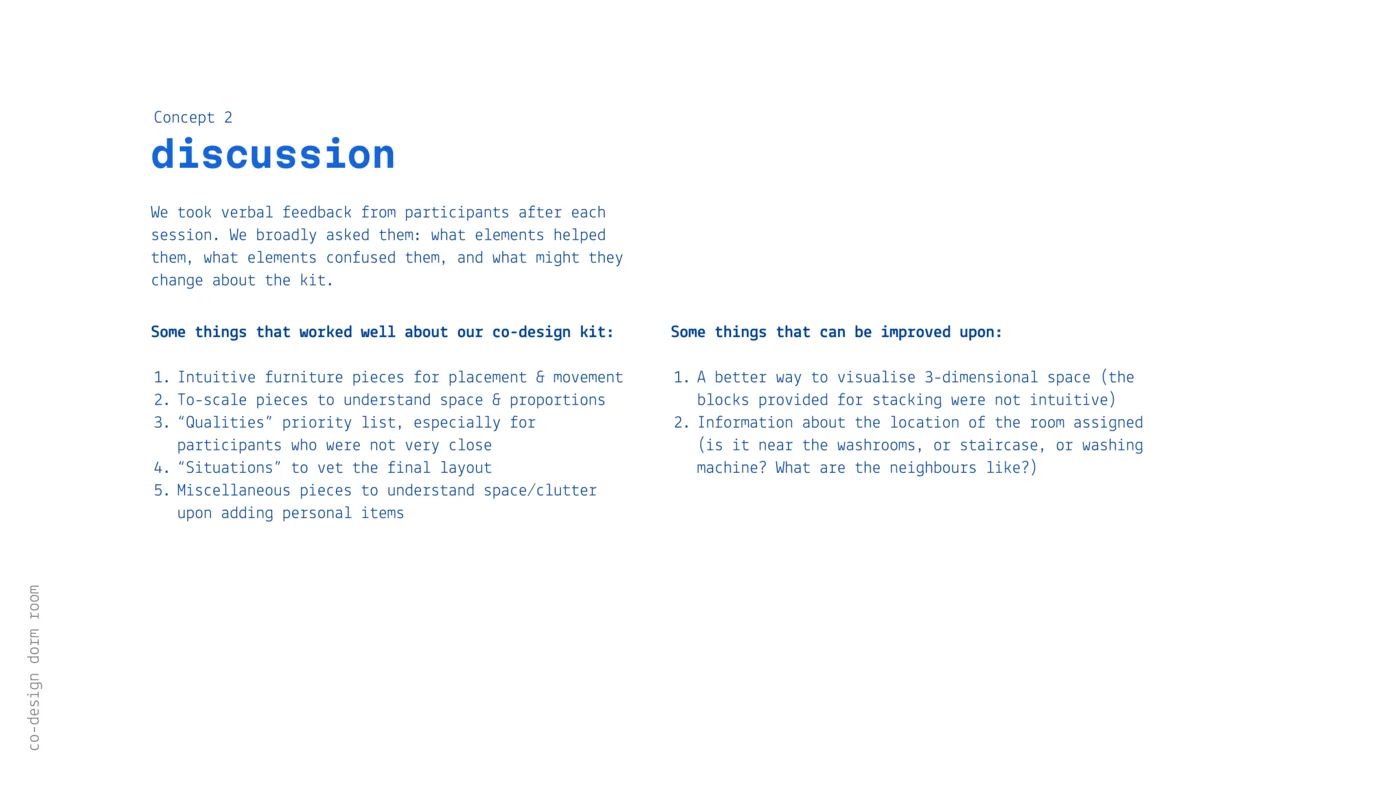 Concept 2
discussion
We took verbal feedback from participants after each
session. We broadly asked them: what elements helped
them, what elements confused them, and what might they
change about the kit.
Some things that worked well about our co-design kit:
1. Intuitive furniture pieces for placement & movement
2. To-scale pieces to understand space & proportions
3. “Qualities” priority list, especially for
participants who were not very close
4. “Situations” to vet the final layout
5. Miscellaneous pieces to understand space/clutter
upon adding personal items
Some things that can be improved upon:
1. A better way to visualise 3-dimensional space (the
blocks provided for stacking were not intuitive)
2. Information about the location of the room assigned
(is it near the washrooms, or staircase, or washing
machine? What are the neighbours like?)
co-design dorm room